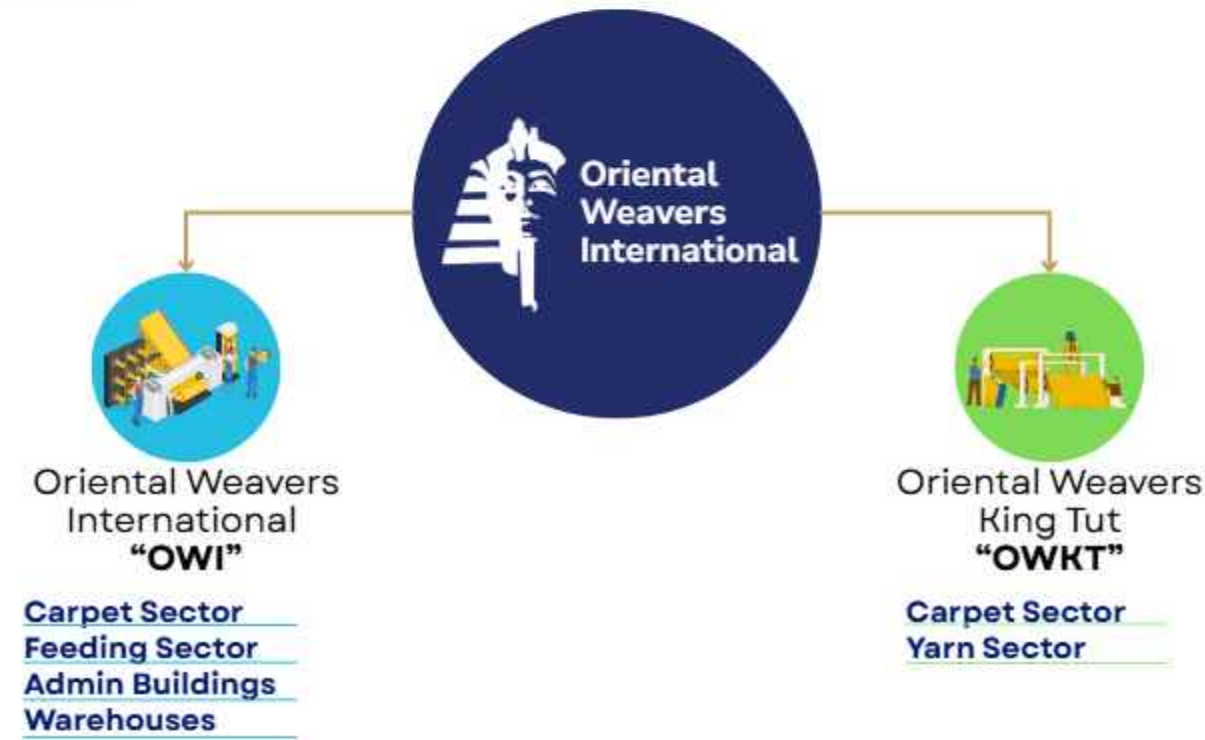 Oriental
Weavers
International
Oriental Weavers
International
“OWI”
Carpet Sector
Feeding Sector
Admin Buildings
Warehouses
Oriental Weavers
King Tut
“OWKT”
Carpet Sector
Yarn Sector